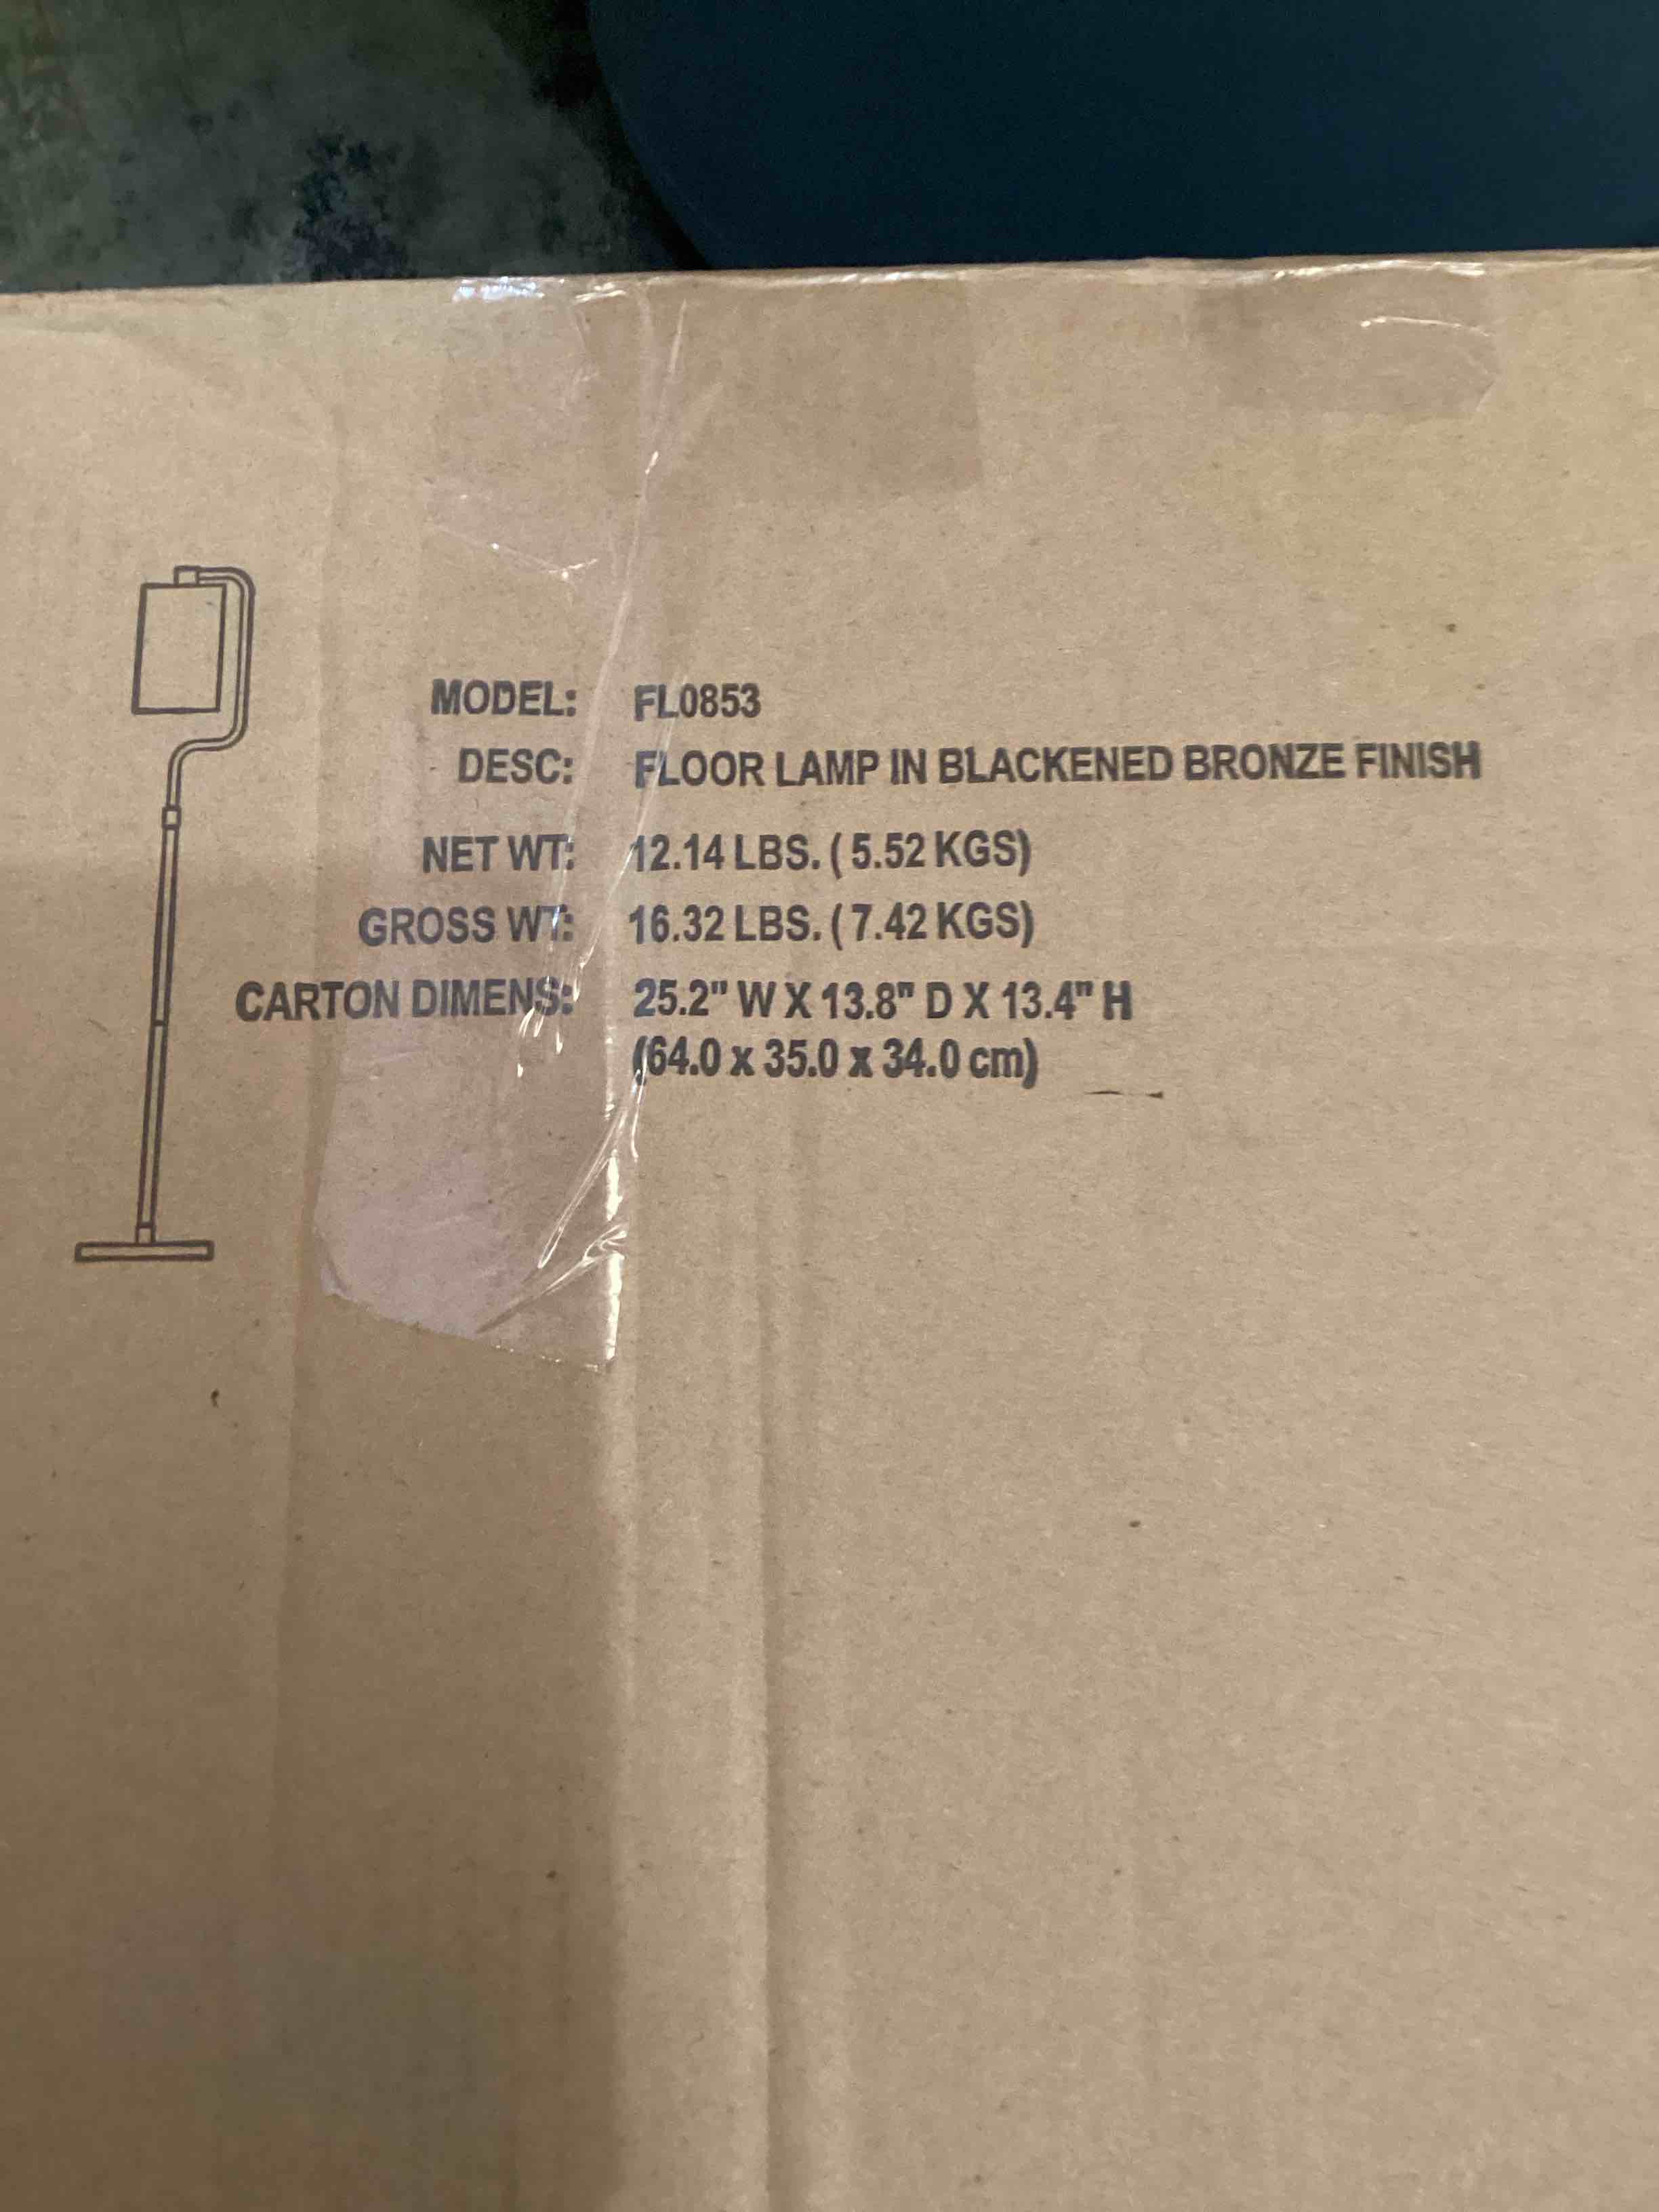 MODEL: FL0853
DESC: FLOOR LAMP IN BLACKENED BRONZE FINISH
NET WT: 12.14 LBS. ( 5.52 KGS)
GROSS WT: 16.32 LBS. ( 7.42 KGS)
CARTON DIMENS: 25.2" W X 13.8" D X 13.4" H
(64.0 x 35.0 x 34.0 cm)